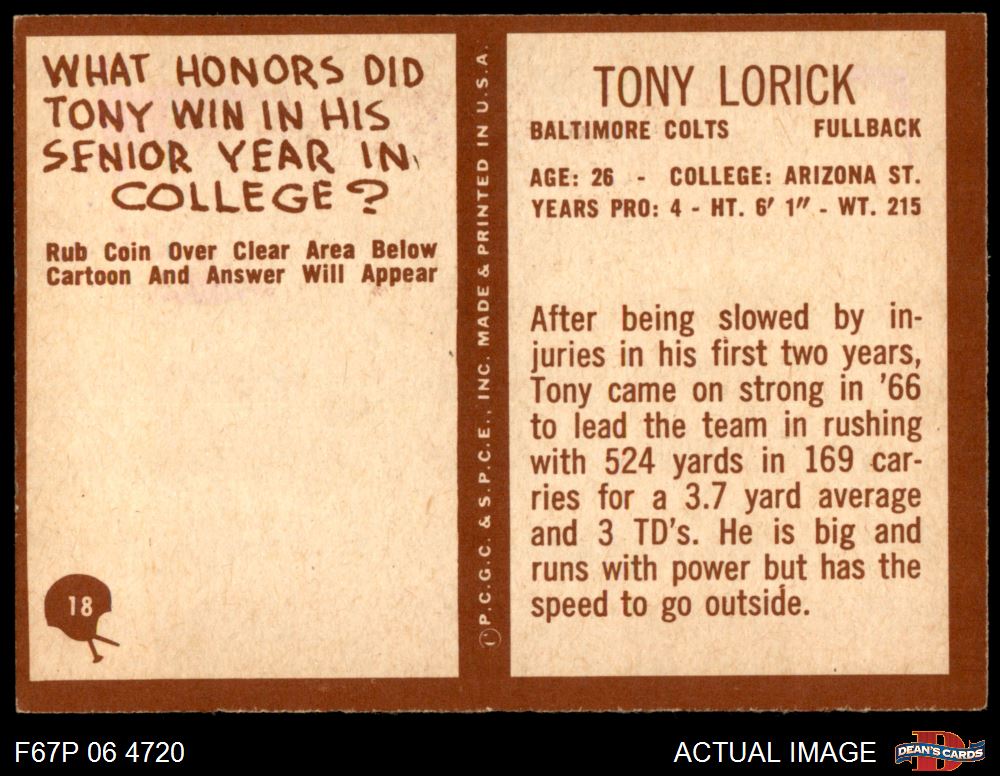 WHAT HONORS DID
TONY WIN IN HIS
SENIOR YEAR IN
COLLEGE?
Rub Coin Over Clear Area Below
Cartoon And Answer Will Appear
18
©P.C.G.C. & S.P.C.E., INC. MADE & PRINTED IN U.S.A.
TONY LORICK
BALTIMORE COLTS FULLBACK
AGE: 26 - COLLEGE: ARIZONA ST.
YEARS PRO: 4 - HT. 6' 1" - WT. 215
After being slowed by in-
juries in his first two years,
Tony came on strong in '66
to lead the team in rushing
with 524 yards in 169 car-
ries for a 3.7 yard average
and 3 TD's. He is big and
runs with power but has the
speed to go outside.
F67P 06 4720
ACTUAL IMAGE
D
DEAN'S CARDS